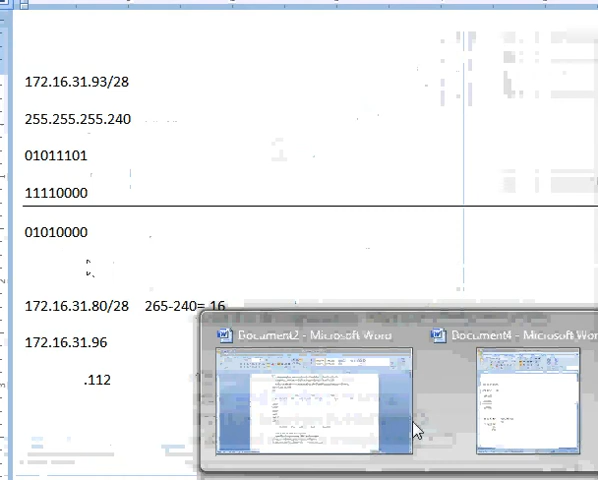 172.16.31.93/28
255.255.255.240
01011101
11110000
01010000
172.16.31.80/28 265-240= 16
172.16.31.96
.112
Document2 - Microsoft Word
Document4 - Microsoft Wor